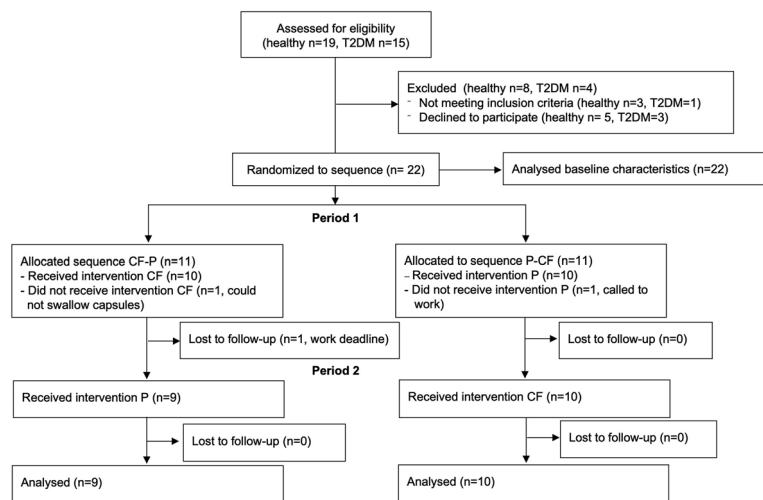 Assessed for eligibility
(healthy n=19, T2DM n=15)
Excluded  (healthy n=8, T2DM n=4)
- Not meeting inclusion criteria (healthy n=3, T2DM=1)
- Declined to participate (healthy n= 5, T2DM=3)
Randomized to sequence (n= 22)
Analysed baseline characteristics (n=22)
Period 1
Allocated sequence CF-P (n=11)
- Received intervention CF (n=10)
- Did not receive intervention CF (n=1, could
not swallow capsules)
Allocated to sequence P-CF (n=11)
- Received intervention P (n=10)
- Did not receive intervention P (n=1, called to
work)
Lost to follow-up (n=1, work deadline)
Lost to follow-up (n=0)
Period 2
Received intervention P (n=9)
Received intervention CF (n=10)
Lost to follow-up (n=0)
Lost to follow-up (n=0)
Analysed (n=9)
Analysed (n=10)